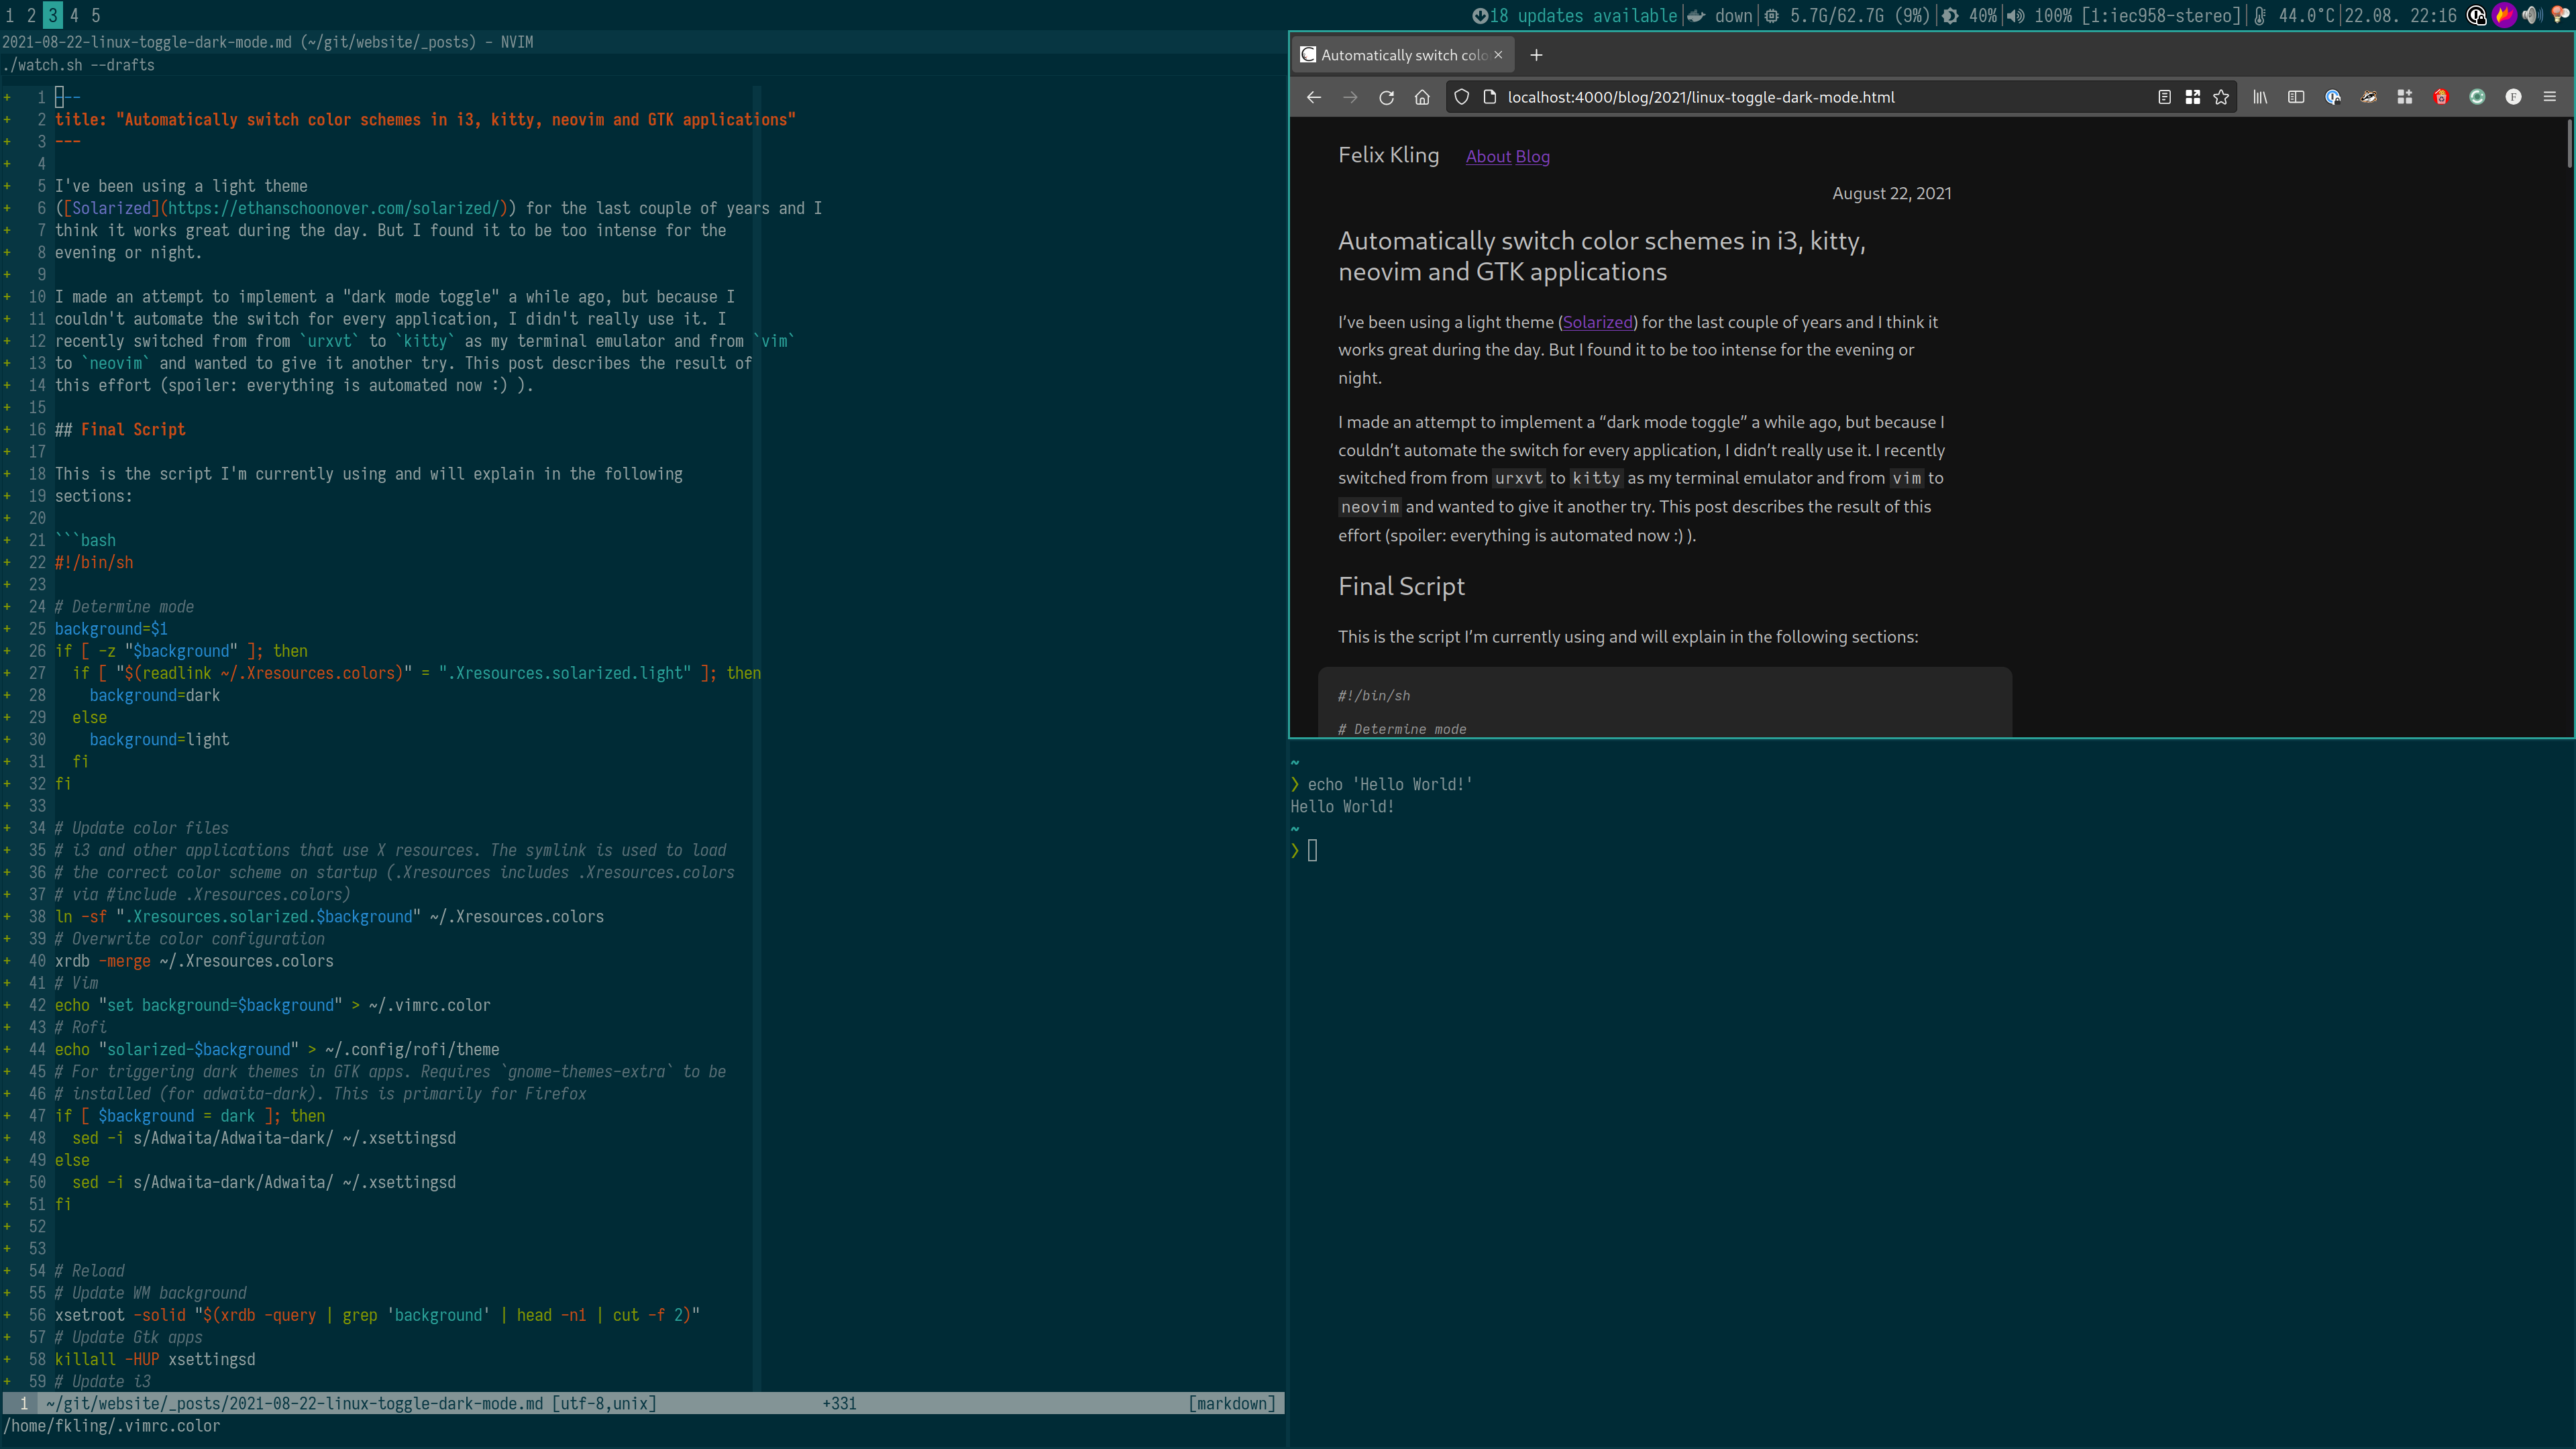 1 2 3 4 5
18 updates available down 5.7G/62.7G (9%) 40% 100% [1:iec958-stereo] 44.0°C 22.08. 22:16
2021-08-22-linux-toggle-dark-mode.md (~/git/website/_posts) - NVIM
./watch.sh --drafts
+ 1 ---
+ 2 title: "Automatically switch color schemes in i3, kitty, neovim and GTK applications"
+ 3 ---
+ 4
+ 5 I've been using a light theme
+ 6 ([Solarized](https://ethanschoonover.com/solarized/)) for the last couple of years and I
+ 7 think it works great during the day. But I found it to be too intense for the
+ 8 evening or night.
+ 9
+ 10 I made an attempt to implement a "dark mode toggle" a while ago, but because I
+ 11 couldn't automate the switch for every application, I didn't really use it. I
+ 12 recently switched from from `urxvt` to `kitty` as my terminal emulator and from `vim`
+ 13 to `neovim` and wanted to give it another try. This post describes the result of
+ 14 this effort (spoiler: everything is automated now :) ).
+ 15
+ 16 ## Final Script
+ 17
+ 18 This is the script I'm currently using and will explain in the following
+ 19 sections:
+ 20
+ 21 ```bash
+ 22 #!/bin/sh
+ 23
+ 24 # Determine mode
+ 25 background=$1
+ 26 if [ -z "$background" ]; then
+ 27   if [ "$(readlink ~/.Xresources.colors)" = ".Xresources.solarized.light" ]; then
+ 28     background=dark
+ 29   else
+ 30     background=light
+ 31   fi
+ 32 fi
+ 33
+ 34 # Update color files
+ 35 # i3 and other applications that use X resources. The symlink is used to load
+ 36 # the correct color scheme on startup (.Xresources includes .Xresources.colors
+ 37 # via #include .Xresources.colors)
+ 38 ln -sf ".Xresources.solarized.$background" ~/.Xresources.colors
+ 39 # Overwrite color configuration
+ 40 xrdb -merge ~/.Xresources.colors
+ 41 # Vim
+ 42 echo "set background=$background" > ~/.vimrc.color
+ 43 # Rofi
+ 44 echo "solarized-$background" > ~/.config/rofi/theme
+ 45 # For triggering dark themes in GTK apps. Requires `gnome-themes-extra` to be
+ 46 # installed (for adwaita-dark). This is primarily for Firefox
+ 47 if [ $background = dark ]; then
+ 48   sed -i s/Adwaita/Adwaita-dark/ ~/.xsettingsd
+ 49 else
+ 50   sed -i s/Adwaita-dark/Adwaita/ ~/.xsettingsd
+ 51 fi
+ 52
+ 53
+ 54 # Reload
+ 55 # Update WM background
+ 56 xsetroot -solid "$(xrdb -query | grep 'background' | head -n1 | cut -f 2)"
+ 57 # Update Gtk apps
+ 58 killall -HUP xsettingsd
+ 59 # Update i3
1 ~/git/website/_posts/2021-08-22-linux-toggle-dark-mode.md [utf-8,unix] +331 [markdown]
/home/fkling/.vimrc.color
Automatically switch colo
localhost:4000/blog/2021/linux-toggle-dark-mode.html
F
Felix Kling About Blog
August 22, 2021
Automatically switch color schemes in i3, kitty,
neovim and GTK applications
I’ve been using a light theme (Solarized) for the last couple of years and I think it
works great during the day. But I found it to be too intense for the evening or
night.
I made an attempt to implement a “dark mode toggle” a while ago, but because I
couldn’t automate the switch for every application, I didn’t really use it. I recently
switched from from urxvt to kitty as my terminal emulator and from vim to
neovim and wanted to give it another try. This post describes the result of this
effort (spoiler: everything is automated now :) ).
Final Script
This is the script I’m currently using and will explain in the following sections:
#!/bin/sh
# Determine mode
~
❯ echo 'Hello World!'
Hello World!
~
❯